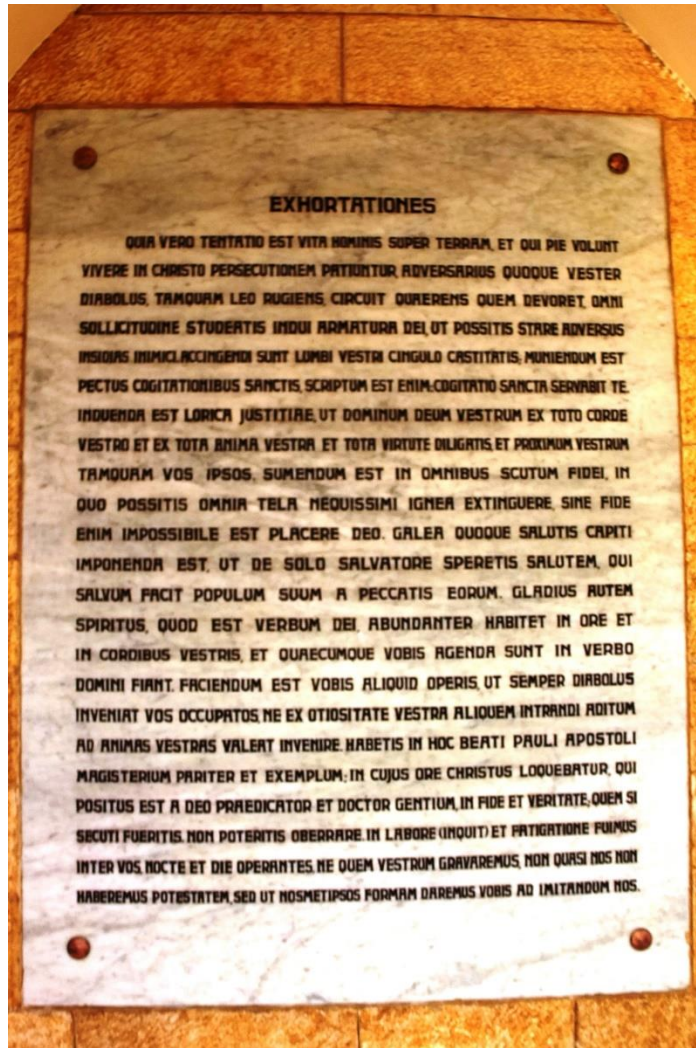 EXHORTATIONES
QUIA VERO TENTATIO EST VITA HOMINIS SUPER TERRAM, ET QUI PIE VOLUNT
VIVERE IN CHRISTO PERSECUTIONEM PATIUNTUR, ADVERSARIUS QUOQUE VESTER
DIABOLUS, TAMQUAM LEO RUGIENS, CIRCUIT QUAERENS QUEM DEVORET, OMNI
SOLLICITUDINE STUDEATIS INDUI ARMATURA DEI, UT POSSITIS STARE ADVERSUS
INSIDIAS INIMICI. ACCINGENDI SUNT LUMBI VESTRI CINGULO CASTITATIS; MUNIENDUM EST
PECTUS COGITATIONIBUS SANCTIS, SCRIPTUM EST ENIM: COGITATIO SANCTA SERVABIT TE.
INDUENDA EST LORICA JUSTITIAE, UT DOMINUM DEUM VESTRUM EX TOTO CORDE
VESTRO ET EX TOTA ANIMA VESTRA ET TOTA VIRTUTE DILIGATIS, ET PROXIMUM VESTRUM
TAMQUAM VOS IPSOS. SUMENDUM EST IN OMNIBUS SCUTUM FIDEI, IN
QUO POSSITIS OMNIA TELA NEQUISSIMI IGNEA EXTINGUERE, SINE FIDE
ENIM IMPOSSIBILE EST PLACERE DEO. GALEA QUOQUE SALUTIS CAPITI
IMPONENDA EST, UT DE SOLO SALVATORE SPERETIS SALUTEM, QUI
SALVUM FACIT POPULUM SUUM A PECCATIS EORUM. GLADIUS AUTEM
SPIRITUS, QUOD EST VERBUM DEI, ABUNDANTER HABITET IN ORE ET
IN CORDIBUS VESTRIS, ET QUAECUMQUE VOBIS AGENDA SUNT IN VERBO
DOMINI FIANT. FACIENDUM EST VOBIS ALIQUID OPERIS, UT SEMPER DIABOLUS
INVENIAT VOS OCCUPATOS, NE EX OTIOSITATE VESTRA ALIQUEM INTRANDI ADITUM
AD ANIMAS VESTRAS VALEAT INVENIRE. HABETIS IN HOC BEATI PAULI APOSTOLI
MAGISTERIUM PARITER ET EXEMPLUM; IN CUJUS ORE CHRISTUS LOQUEBATUR, QUI
POSITUS EST A DEO PRAEDICATOR ET DOCTOR GENTIUM, IN FIDE ET VERITATE, QUEM SI
SECUTI FUERITIS, NON POTERITIS OBERRARE. IN LABORE (INQUIT) ET FATIGATIONE FUIMUS
INTER VOS, NOCTE ET DIE OPERANTES, NE QUEM VESTRUM GRAVAREMUS, NON QUASI NOS NON
HABEREMUS POTESTATEM, SED UT NOSMETIPSOS FORMAM DAREMUS VOBIS AD IMITANDUM NOS.